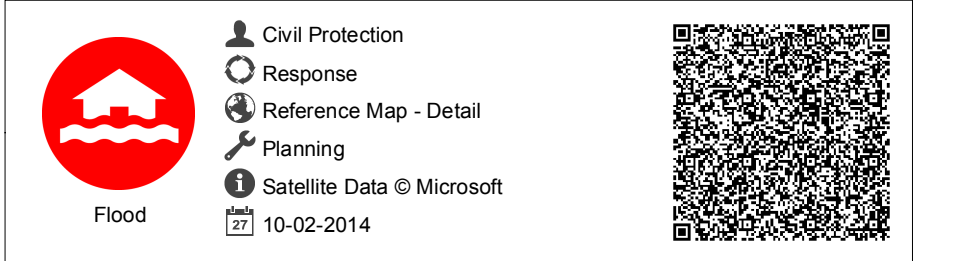 Civil Protection
Response
Reference Map - Detail
Planning
Satellite Data © Microsoft
27 10-02-2014
Flood